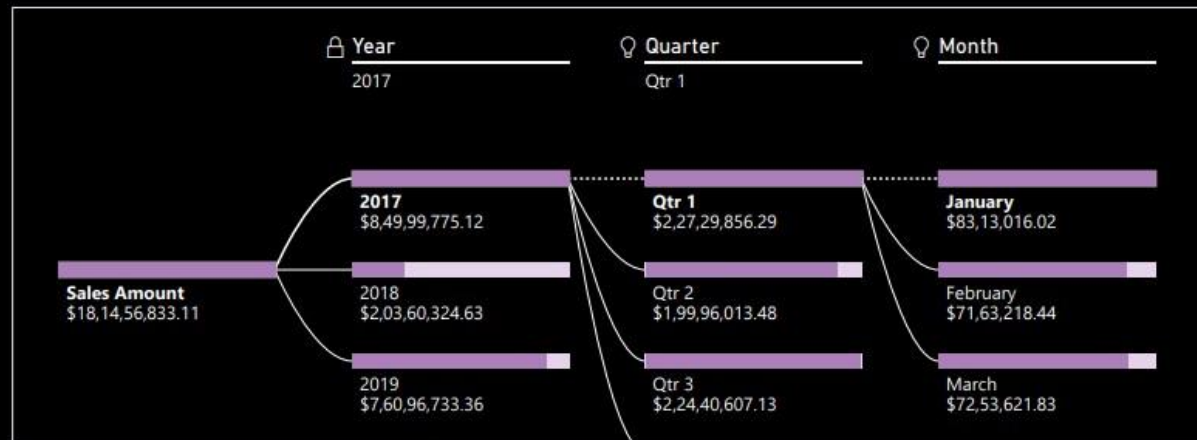 Year
Quarter
Month
2017
Qtr 1
2017
$8,49,99,775.12
Qtr 1
$2,27,29,856.29
January
$83,13,016.02
Sales Amount
$18,14,56,833.11
2018
$2,03,60,324.63
Qtr 2
$1,99,96,013.48
February
$71,63,218.44
2019
$7,60,96,733.36
Qtr 3
$2,24,40,607.13
March
$72,53,621.83